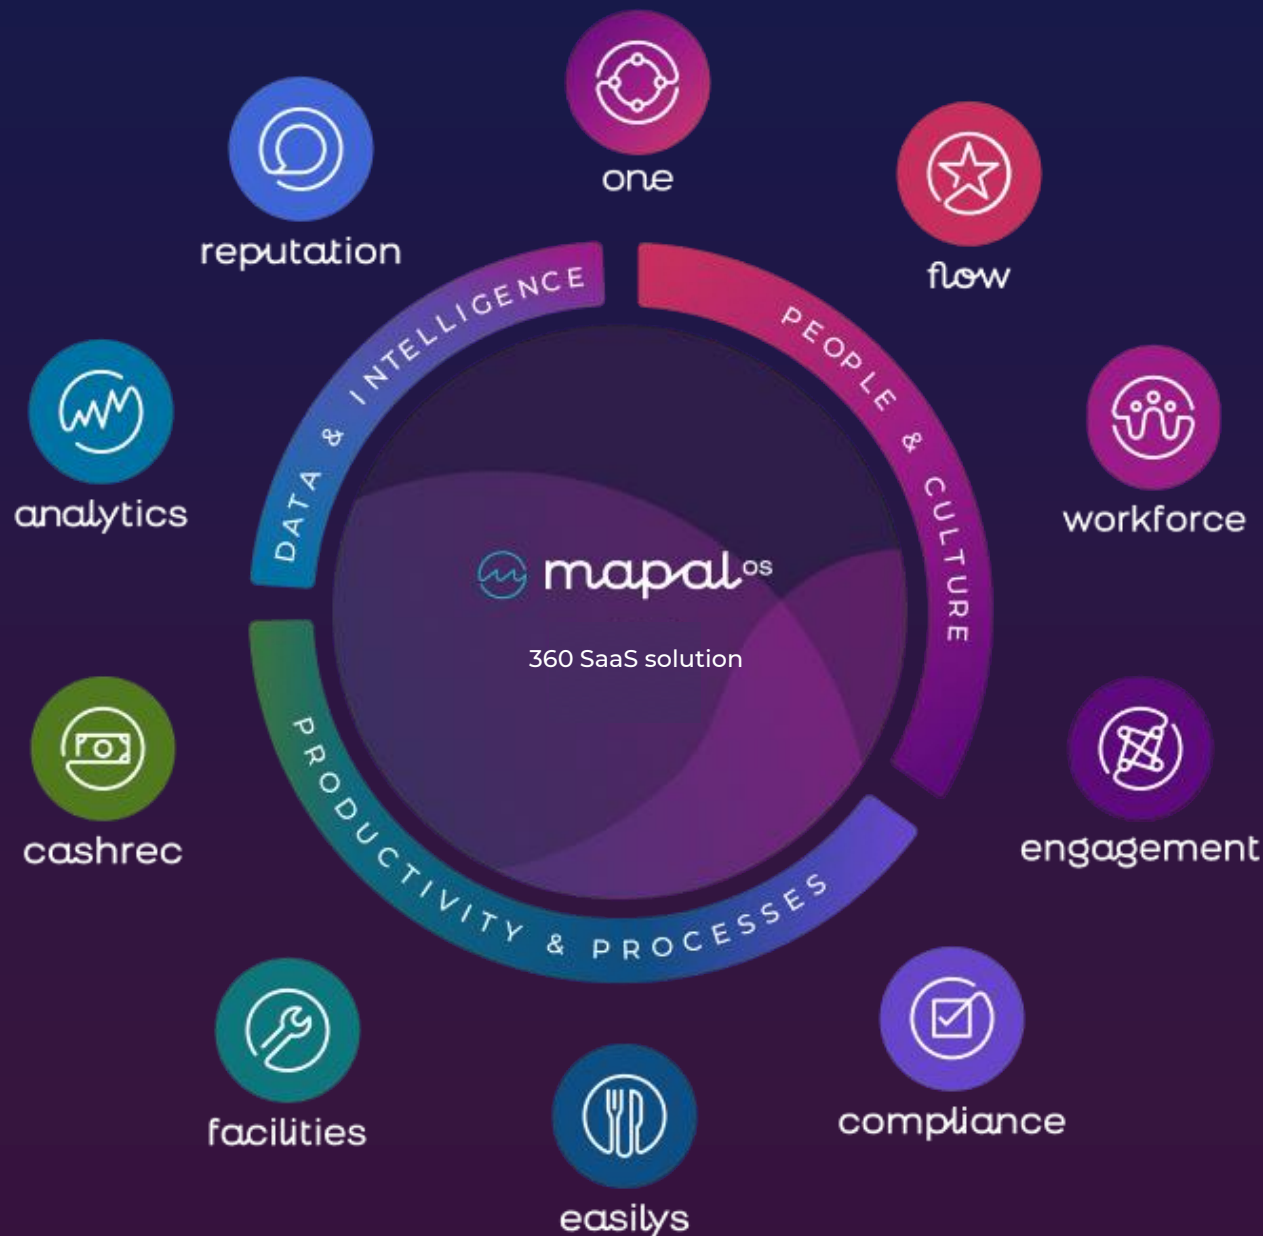 one
reputation
flow
DATA & INTELLIGENCE
PEOPLE & CULTURE
analytics
workforce
mapal os
360 SaaS solution
cashrec
engagement
PRODUCTIVITY & PROCESSES
facilities
compliance
easilys